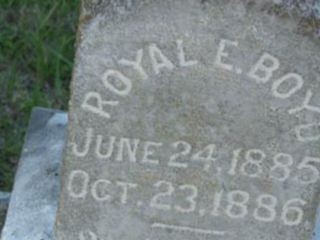 ROYAL E. BOYD
JUNE 24, 1885
OCT. 23, 1886